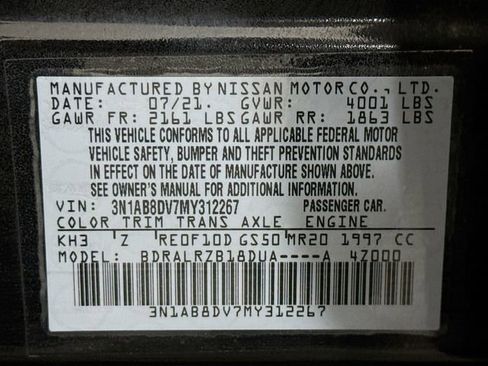 MANUFACTURED BY NISSAN MOTOR CO., LTD.
DATE: 07/21. GVWR: 4001 LBS
GAWR FR: 2161 LBS GAWR RR: 1863 LBS
THIS VEHICLE CONFORMS TO ALL APPLICABLE FEDERAL MOTOR
VEHICLE SAFETY, BUMPER AND THEFT PREVENTION STANDARDS
IN EFFECT ON THE DATE OF MANUFACTURE SHOWN ABOVE.
SEE OWNER'S MANUAL FOR ADDITIONAL INFORMATION.
VIN: 3N1AB8DV7MY312267 PASSENGER CAR.
COLOR TRIM TRANS AXLE ENGINE
KH3 Z RE0F10D GS50 MR20 1997 CC
MODEL: BDRALRZB18DUA----A 4Z000
3N1AB8DV7MY312267